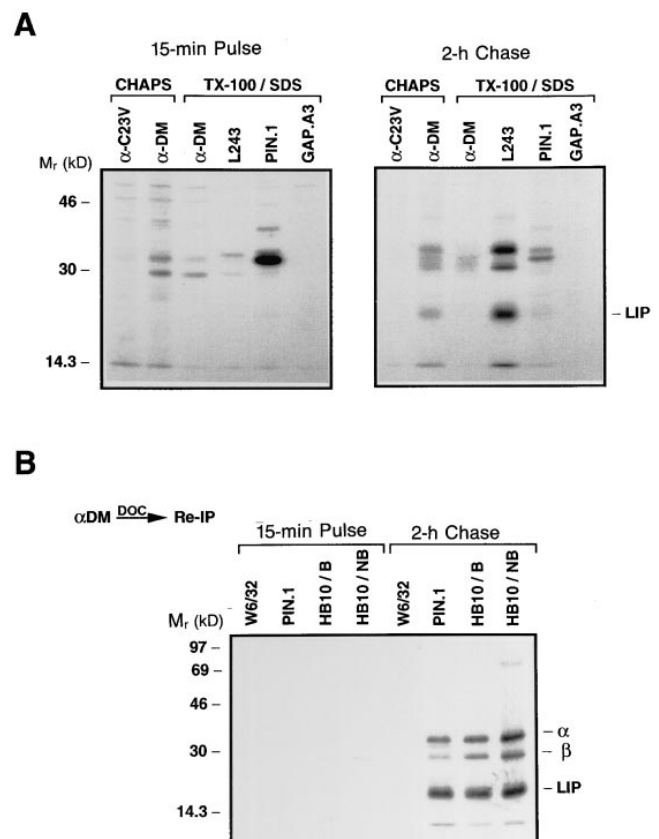 A
15-min Pulse
2-h Chase
CHAPS
TX-100 / SDS
CHAPS
TX-100 / SDS
α-C23V
α-DM
α-DM
L243
PIN.1
GAP.A3
α-C23V
α-DM
α-DM
L243
PIN.1
GAP.A3
Mr (kD)
46 –
30 –
14.3 –
– LIP
B
αDM DOC Re-IP
15-min Pulse
2-h Chase
W6/32
PIN.1
HB10 / B
HB10 / NB
W6/32
PIN.1
HB10 / B
HB10 / NB
Mr (kD)
97 –
69 –
46 –
30 –
14.3 –
– α
– β
– LIP